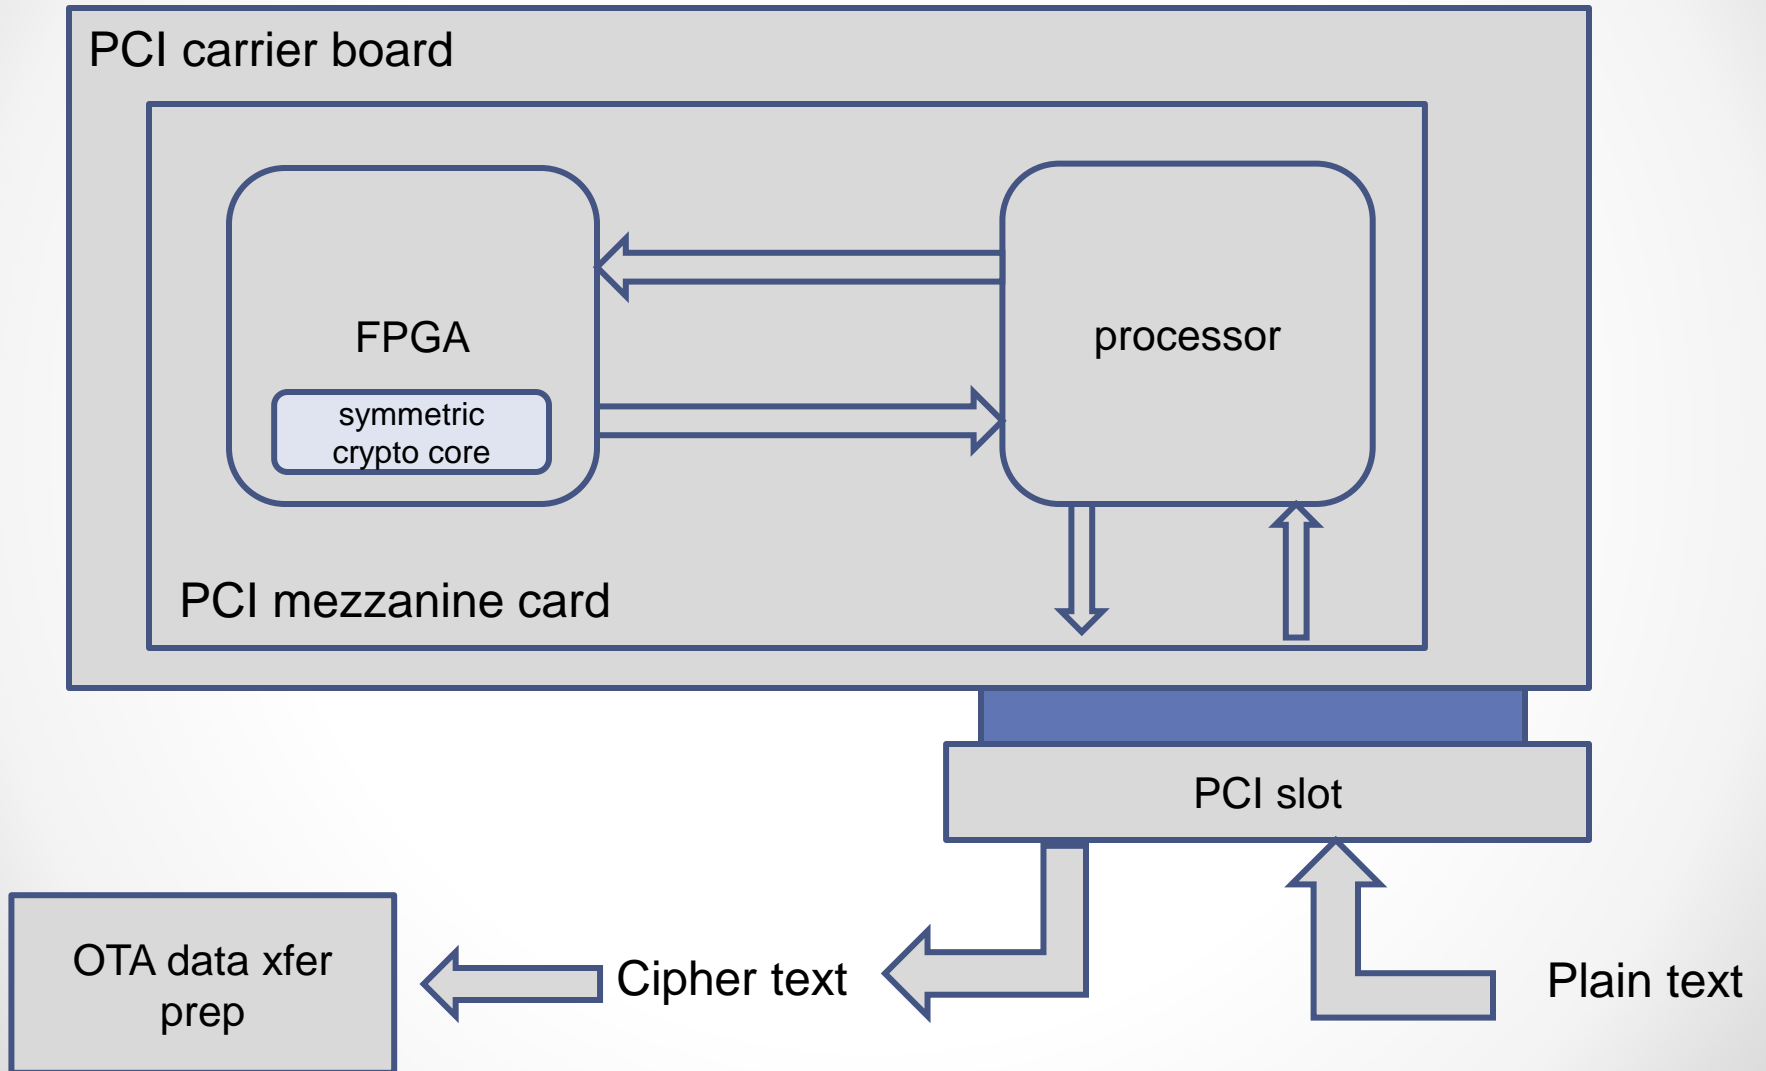 PCI carrier board
FPGA
symmetric
crypto core
processor
PCI mezzanine card
PCI slot
OTA data xfer
prep
Cipher text
Plain text